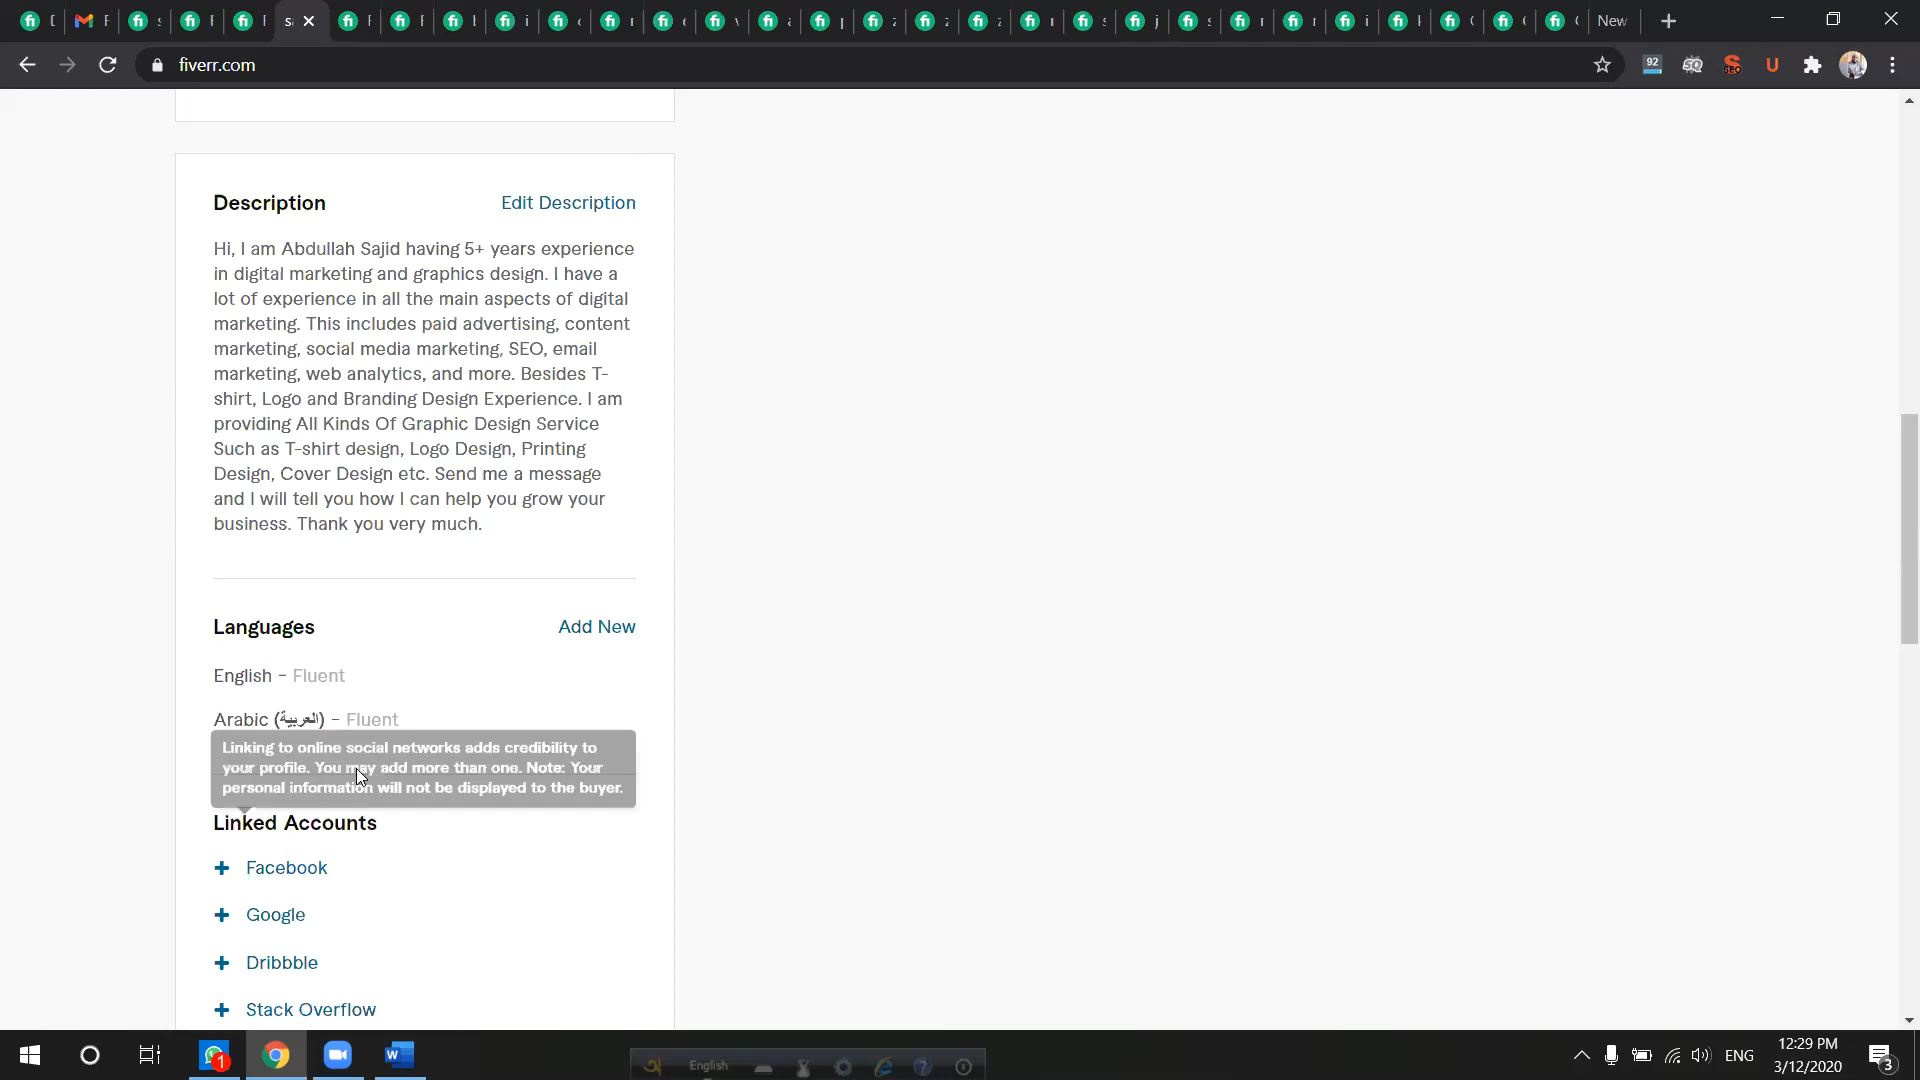 New
fiverr.com
92
Description
Edit Description
Hi, I am Abdullah Sajid having 5+ years experience
in digital marketing and graphics design. I have a
lot of experience in all the main aspects of digital
marketing. This includes paid advertising, content
marketing, social media marketing, SEO, email
marketing, web analytics, and more. Besides T-
shirt, Logo and Branding Design Experience. I am
providing All Kinds Of Graphic Design Service
Such as T-shirt design, Logo Design, Printing
Design, Cover Design etc. Send me a message
and I will tell you how I can help you grow your
business. Thank you very much.
Languages
Add New
English - Fluent
Arabic (العربية) - Fluent
Linking to online social networks adds credibility to
your profile. You may add more than one. Note: Your
personal information will not be displayed to the buyer.
Linked Accounts
+ Facebook
+ Google
+ Dribbble
+ Stack Overflow
1
English
ENG
12:29 PM
3/12/2020
3